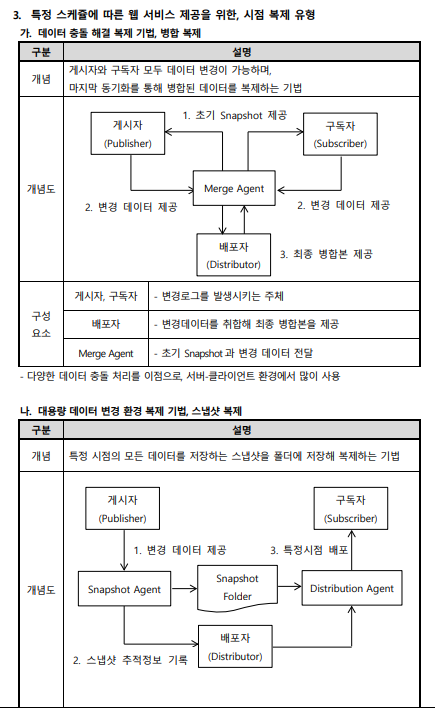 3. 특정 스케쥴에 따른 웹 서비스 제공을 위한, 시점 복제 유형
가. 데이터 충돌 해결 복제 기법, 병합 복제
구분 설명
개념 게시자와 구독자 모두 데이터 변경이 가능하며,
마지막 동기화를 통해 병합된 데이터를 복제하는 기법
개념도
1. 초기 Snapshot 제공
게시자
(Publisher)
구독자
(Subscriber)
Merge Agent
2. 변경 데이터 제공
2. 변경 데이터 제공
배포자
(Distributor)
3. 최종 병합본 제공
구성
요소
게시자, 구독자 - 변경로그를 발생시키는 주체
배포자 - 변경데이터를 취합해 최종 병합본을 제공
Merge Agent - 초기 Snapshot 과 변경 데이터 전달
- 다양한 데이터 충돌 처리를 이점으로, 서버-클라이언트 환경에서 많이 사용
나. 대용량 데이터 변경 환경 복제 기법, 스냅샷 복제
구분 설명
개념 특정 시점의 모든 데이터를 저장하는 스냅샷을 폴더에 저장해 복제하는 기법
개념도
게시자
(Publisher)
구독자
(Subscriber)
1. 변경 데이터 제공
3. 특정시점 배포
Snapshot Agent
Snapshot
Folder
Distribution Agent
배포자
(Distributor)
2. 스냅샷 추적정보 기록